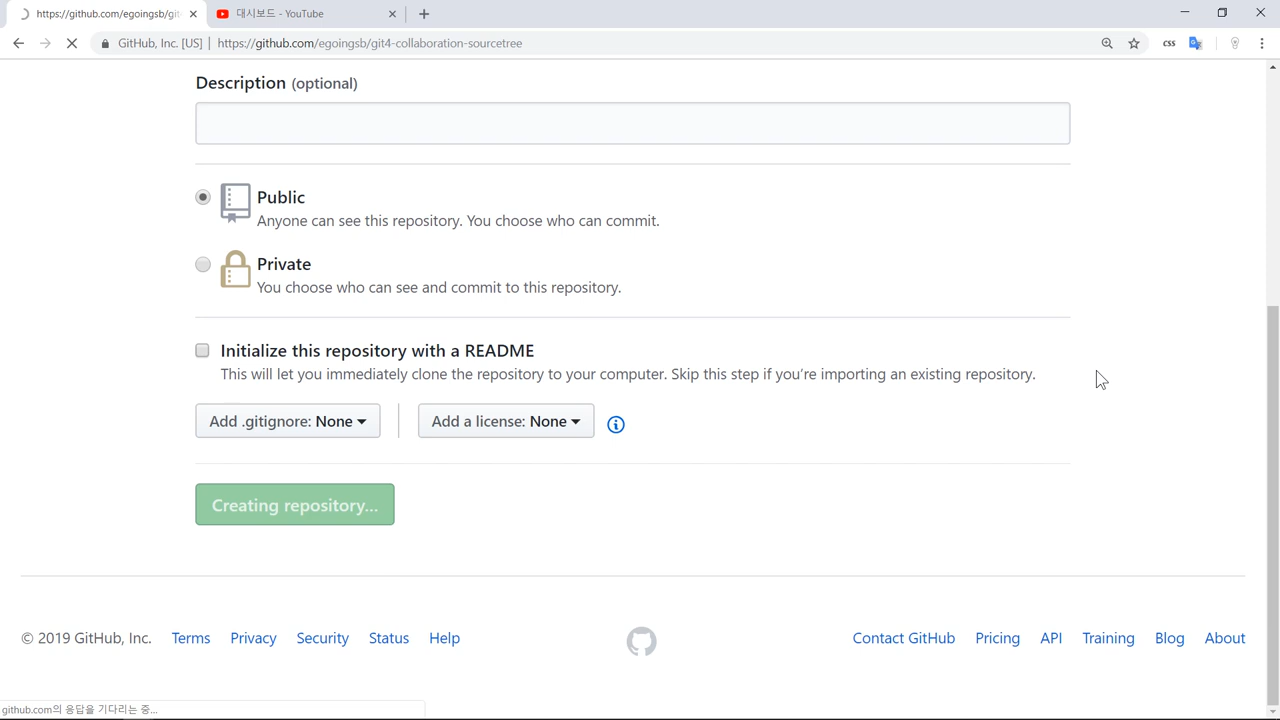 https://github.com/egoingsb/git
대시보드 - YouTube
GitHub, Inc. [US] | https://github.com/egoingsb/git4-collaboration-sourcetree
CSS
Description (optional)
Public
Anyone can see this repository. You choose who can commit.
Private
You choose who can see and commit to this repository.
Initialize this repository with a README
This will let you immediately clone the repository to your computer. Skip this step if you’re importing an existing repository.
Add .gitignore: None
Add a license: None
Creating repository...
© 2019 GitHub, Inc. Terms Privacy Security Status Help
Contact GitHub Pricing API Training Blog About
github.com의 응답을 기다리는 중...